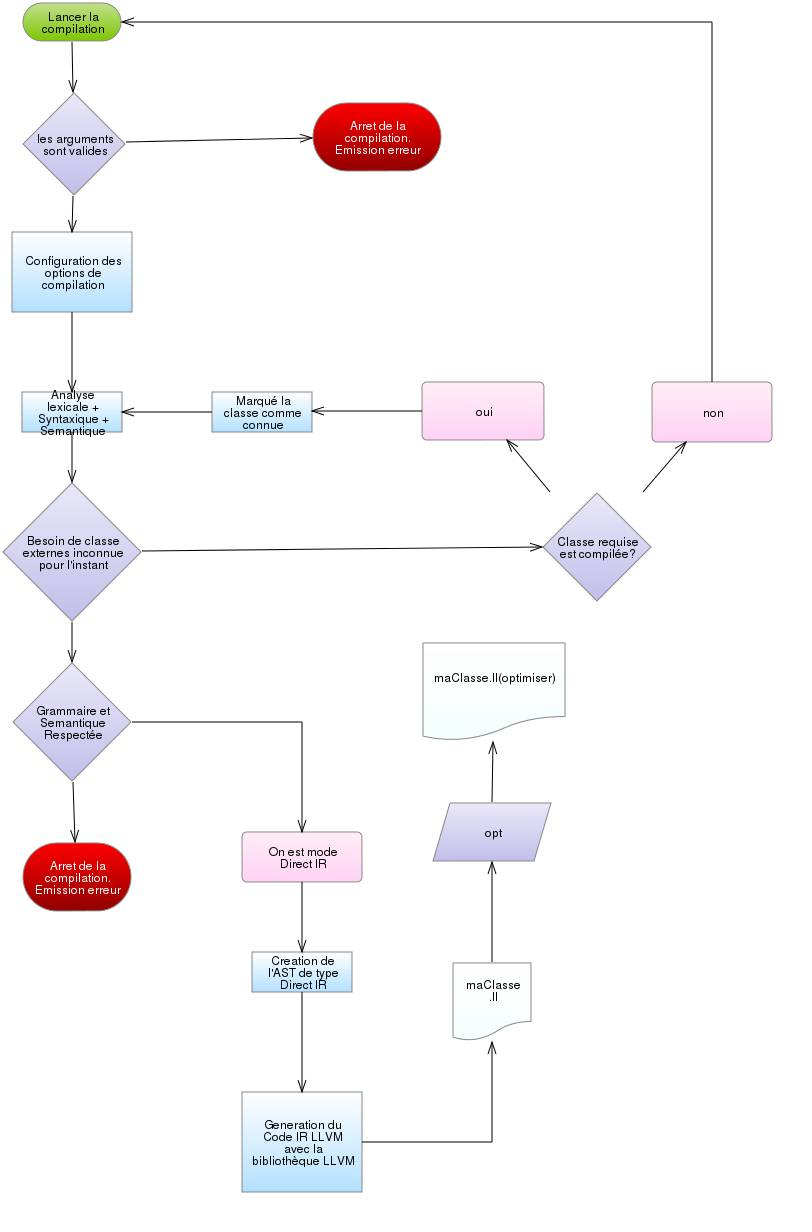 Lancer la
compilation
les arguments
sont valides
Arret de la
compilation.
Emission erreur
Configuration des
options de
compilation
Analyse
lexicale +
Syntaxique +
Semantique
Marqué la
classe comme
connue
oui
non
Besoin de classe
externes inconnue
pour l'instant
Classe requise
est compilée?
Grammaire et
Semantique
Respectée
maClasse.ll(optimiser)
opt
Arret de la
compilation.
Emission erreur
On est mode
Direct IR
Creation de
l'AST de type
Direct IR
maClasse
.ll
Generation du
Code IR LLVM
avec la
bibliothèque LLVM